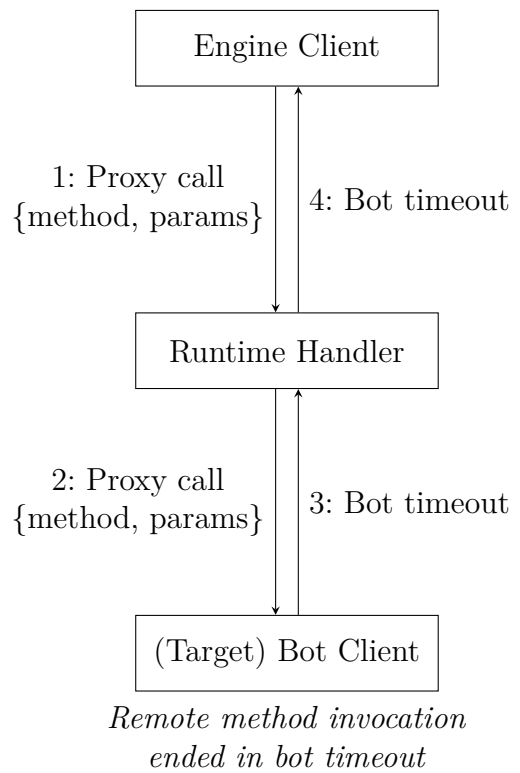 Engine Client
1: Proxy call
{method, params}
4: Bot timeout
Runtime Handler
2: Proxy call
{method, params}
3: Bot timeout
(Target) Bot Client
Remote method invocation
ended in bot timeout